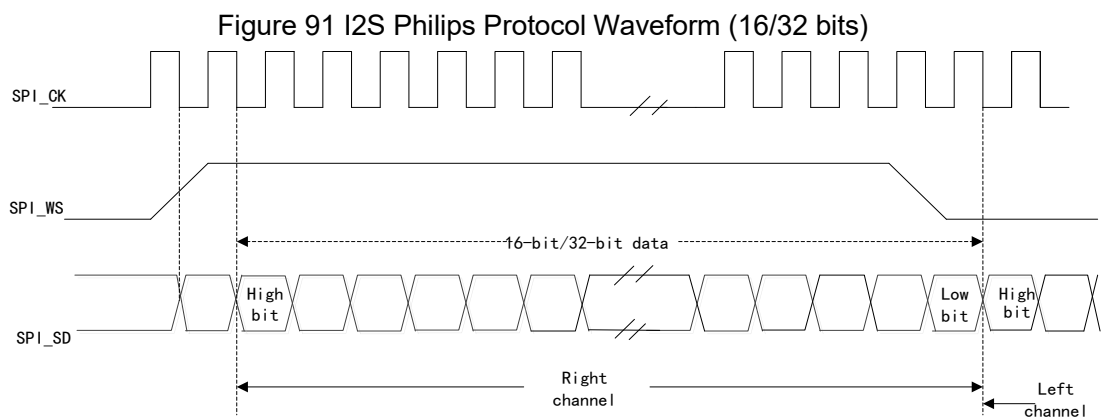 Figure 91 I2S Philips Protocol Waveform (16/32 bits)
SPI_CK
SPI_WS
16-bit/32-bit data
High
bit
Low
bit
High
bit
SPI_SD
Right
channel
Left
channel